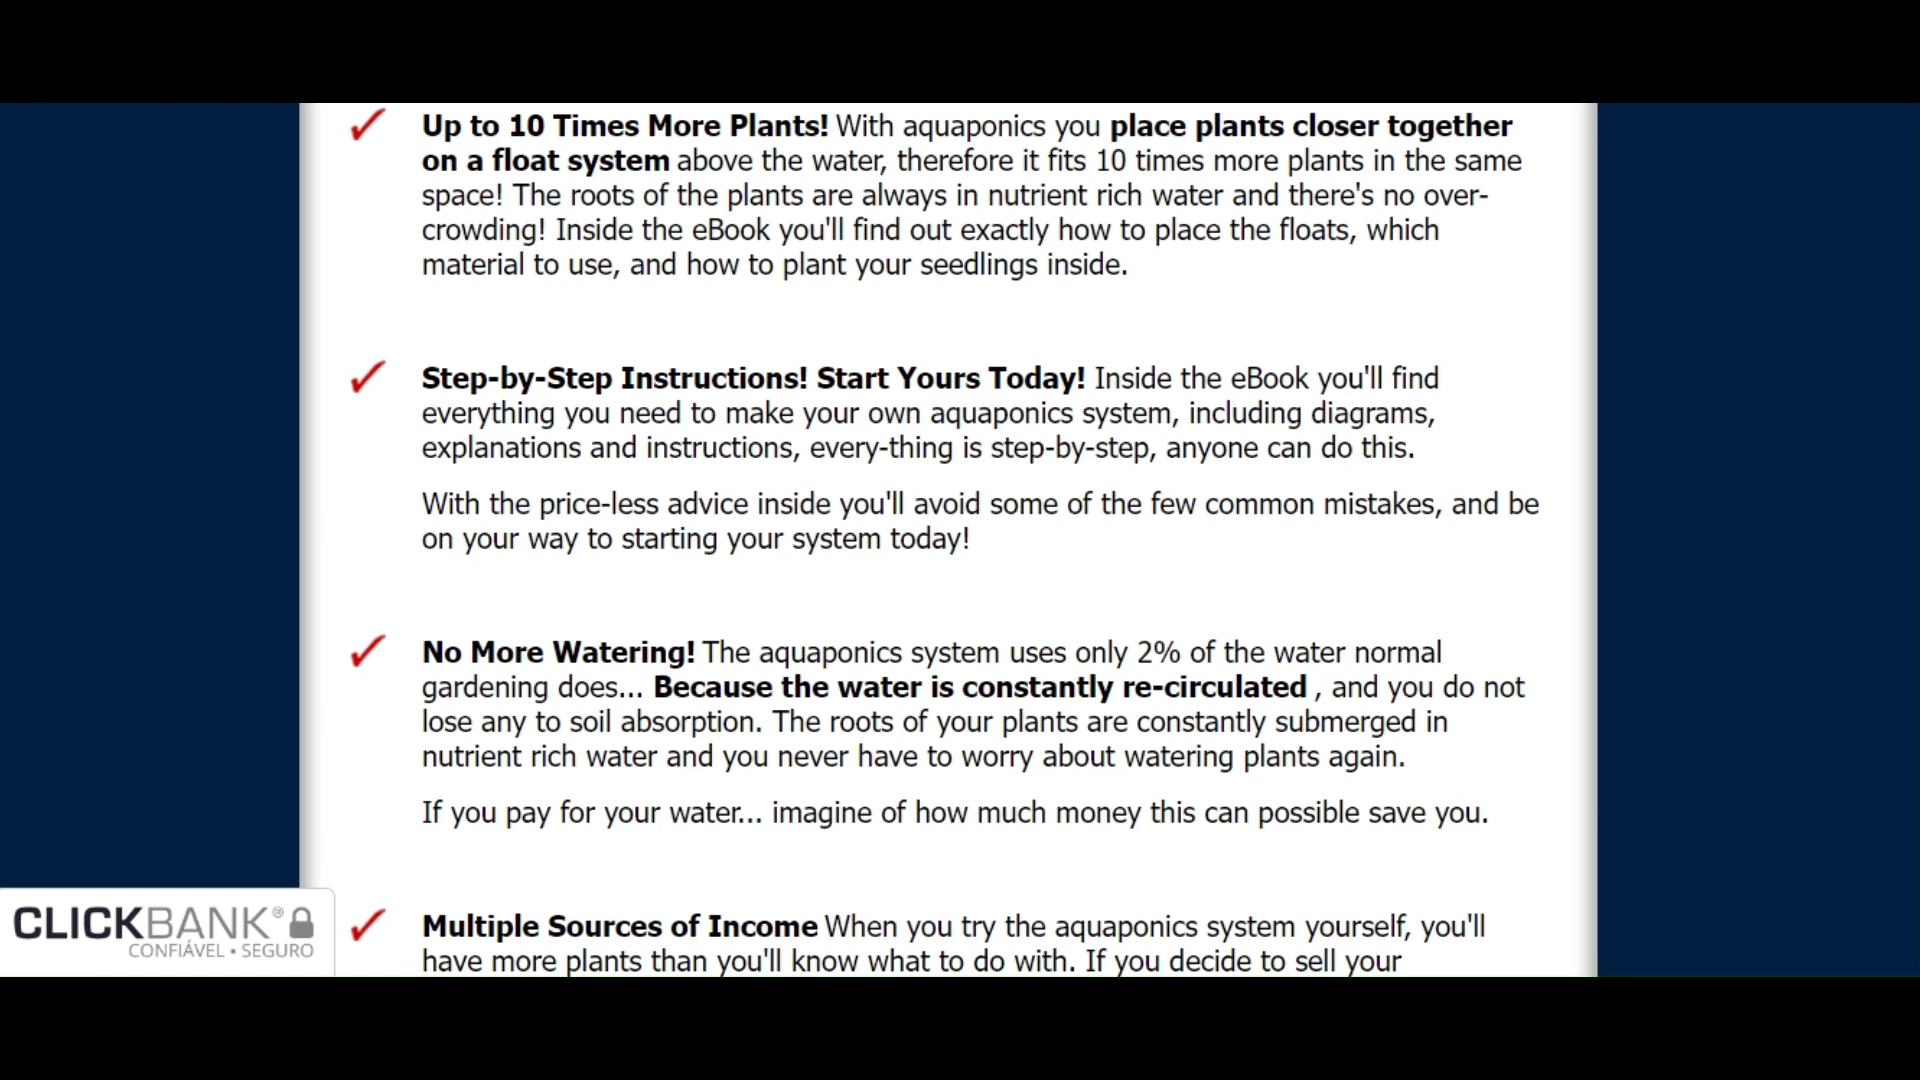 Up to 10 Times More Plants! With aquaponics you place plants closer together
on a float system above the water, therefore it fits 10 times more plants in the same
space! The roots of the plants are always in nutrient rich water and there's no over-
crowding! Inside the eBook you'll find out exactly how to place the floats, which
material to use, and how to plant your seedlings inside.
Step-by-Step Instructions! Start Yours Today! Inside the eBook you'll find
everything you need to make your own aquaponics system, including diagrams,
explanations and instructions, every-thing is step-by-step, anyone can do this.
With the price-less advice inside you'll avoid some of the few common mistakes, and be
on your way to starting your system today!
No More Watering! The aquaponics system uses only 2% of the water normal
gardening does... Because the water is constantly re-circulated , and you do not
lose any to soil absorption. The roots of your plants are constantly submerged in
nutrient rich water and you never have to worry about watering plants again.
If you pay for your water... imagine of how much money this can possible save you.
Multiple Sources of Income When you try the aquaponics system yourself, you'll
have more plants than you'll know what to do with. If you decide to sell your
CLICKBANK®
CONFIÁVEL • SEGURO